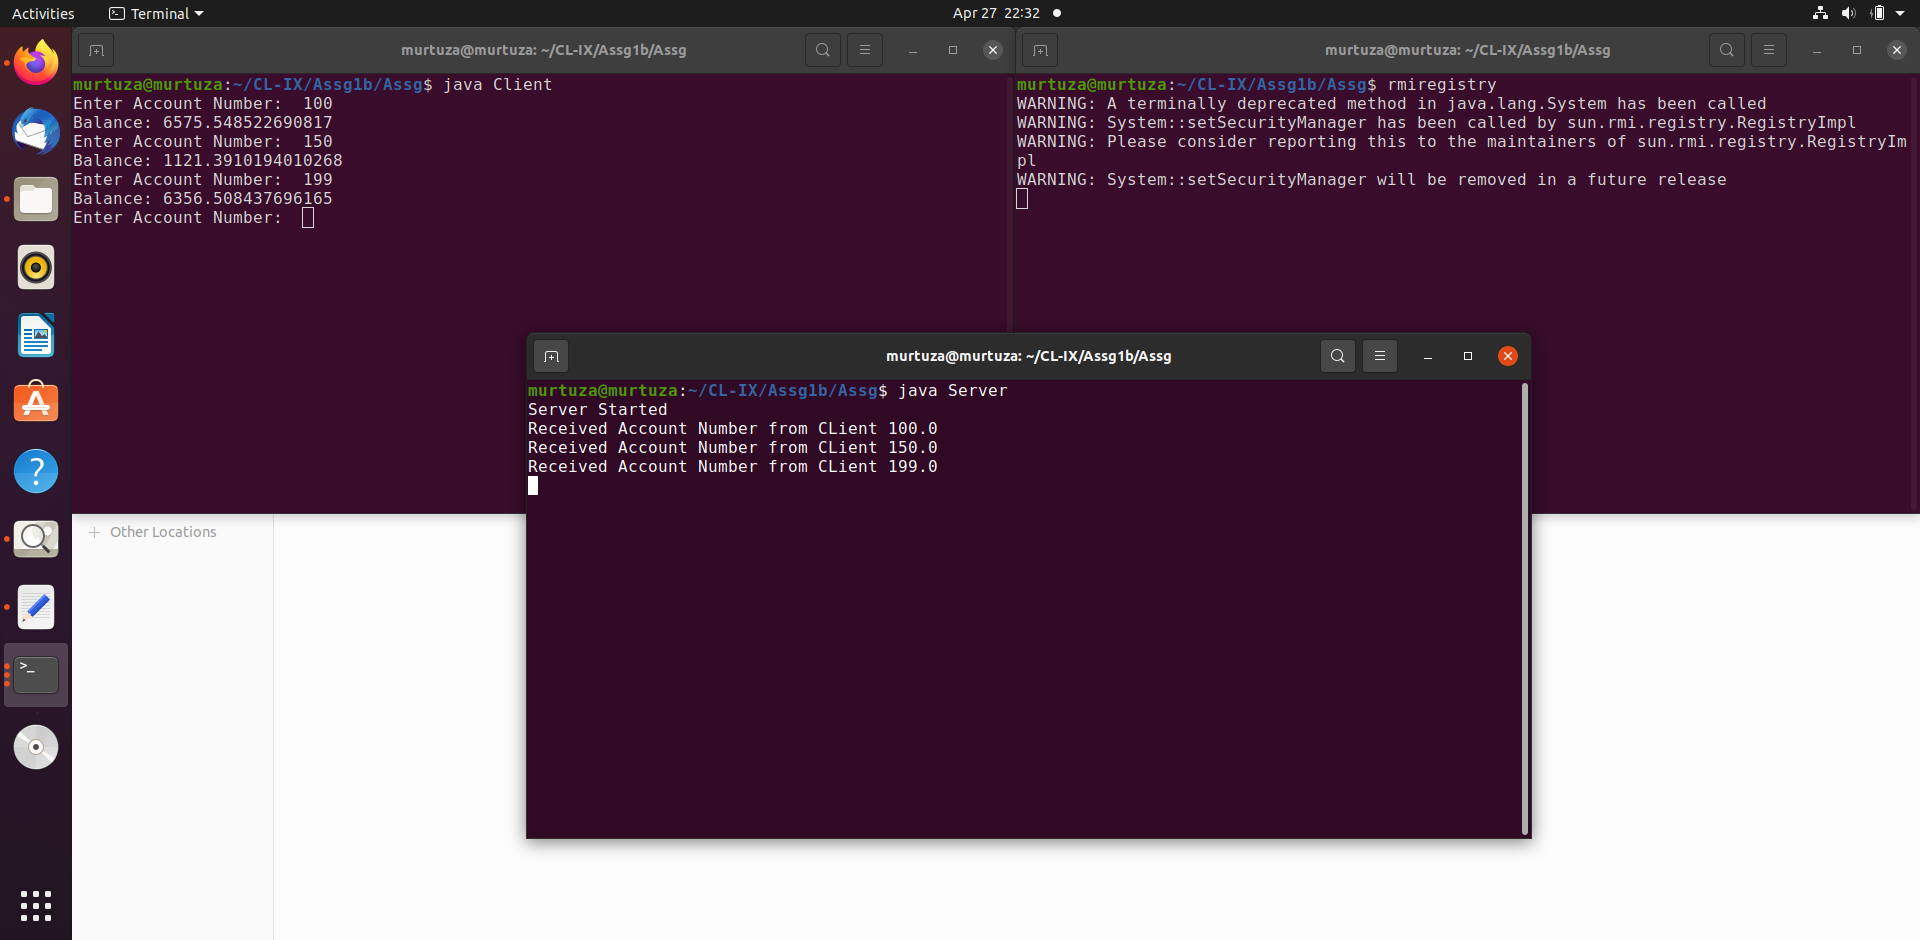 Activities
Terminal
Apr 27 22:32
murtuza@murtuza: ~/CL-IX/Assg1b/Assg
murtuza@murtuza:~/CL-IX/Assg1b/Assg$ java Client
Enter Account Number:  100
Balance: 6575.548522690817
Enter Account Number:  150
Balance: 1121.3910194010268
Enter Account Number:  199
Balance: 6356.508437696165
Enter Account Number:
murtuza@murtuza: ~/CL-IX/Assg1b/Assg
murtuza@murtuza:~/CL-IX/Assg1b/Assg$ rmiregistry
WARNING: A terminally deprecated method in java.lang.System has been called
WARNING: System::setSecurityManager has been called by sun.rmi.registry.RegistryImpl
WARNING: Please consider reporting this to the maintainers of sun.rmi.registry.RegistryIm
pl
WARNING: System::setSecurityManager will be removed in a future release
murtuza@murtuza: ~/CL-IX/Assg1b/Assg
murtuza@murtuza:~/CL-IX/Assg1b/Assg$ java Server
Server Started
Received Account Number from CLient 100.0
Received Account Number from CLient 150.0
Received Account Number from CLient 199.0
Other Locations